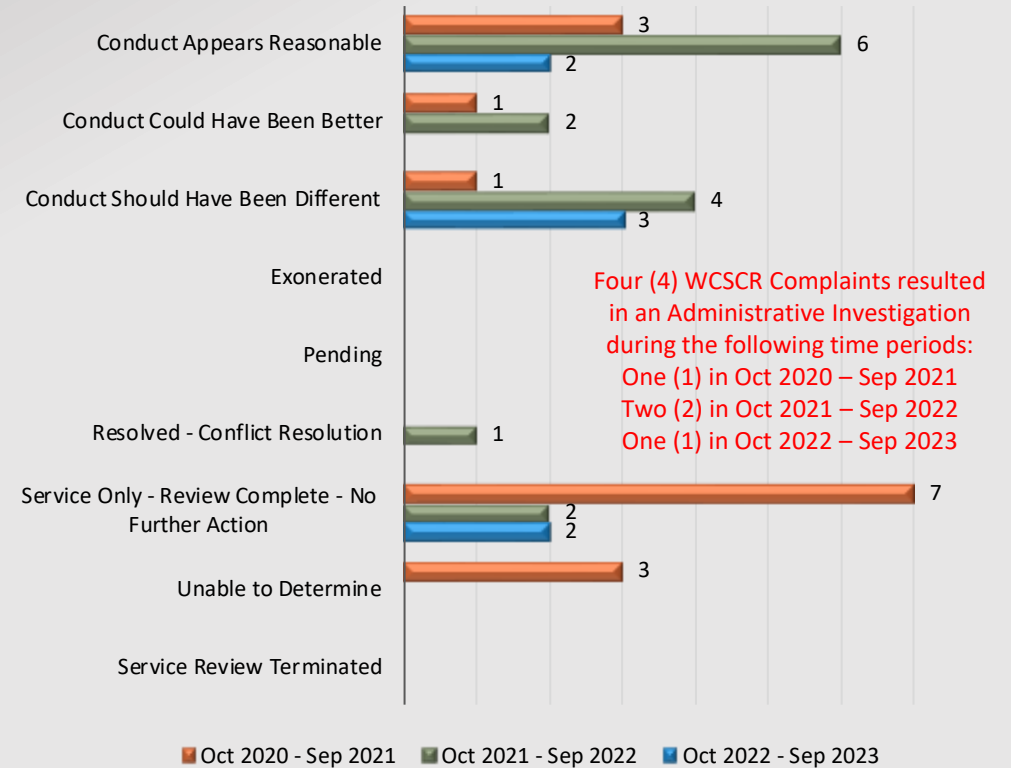 Conduct Appears Reasonable
3
6
2
Conduct Could Have Been Better
1
2
Conduct Should Have Been Different
1
4
3
Exonerated
Four (4) WCSCR Complaints resulted
in an Administrative Investigation
during the following time periods:
One (1) in Oct 2020 – Sep 2021
Two (2) in Oct 2021 – Sep 2022
One (1) in Oct 2022 – Sep 2023
Pending
Resolved - Conflict Resolution
1
Service Only - Review Complete - No
Further Action
7
2
2
Unable to Determine
3
Service Review Terminated
Oct 2020 - Sep 2021
Oct 2021 - Sep 2022
Oct 2022 - Sep 2023